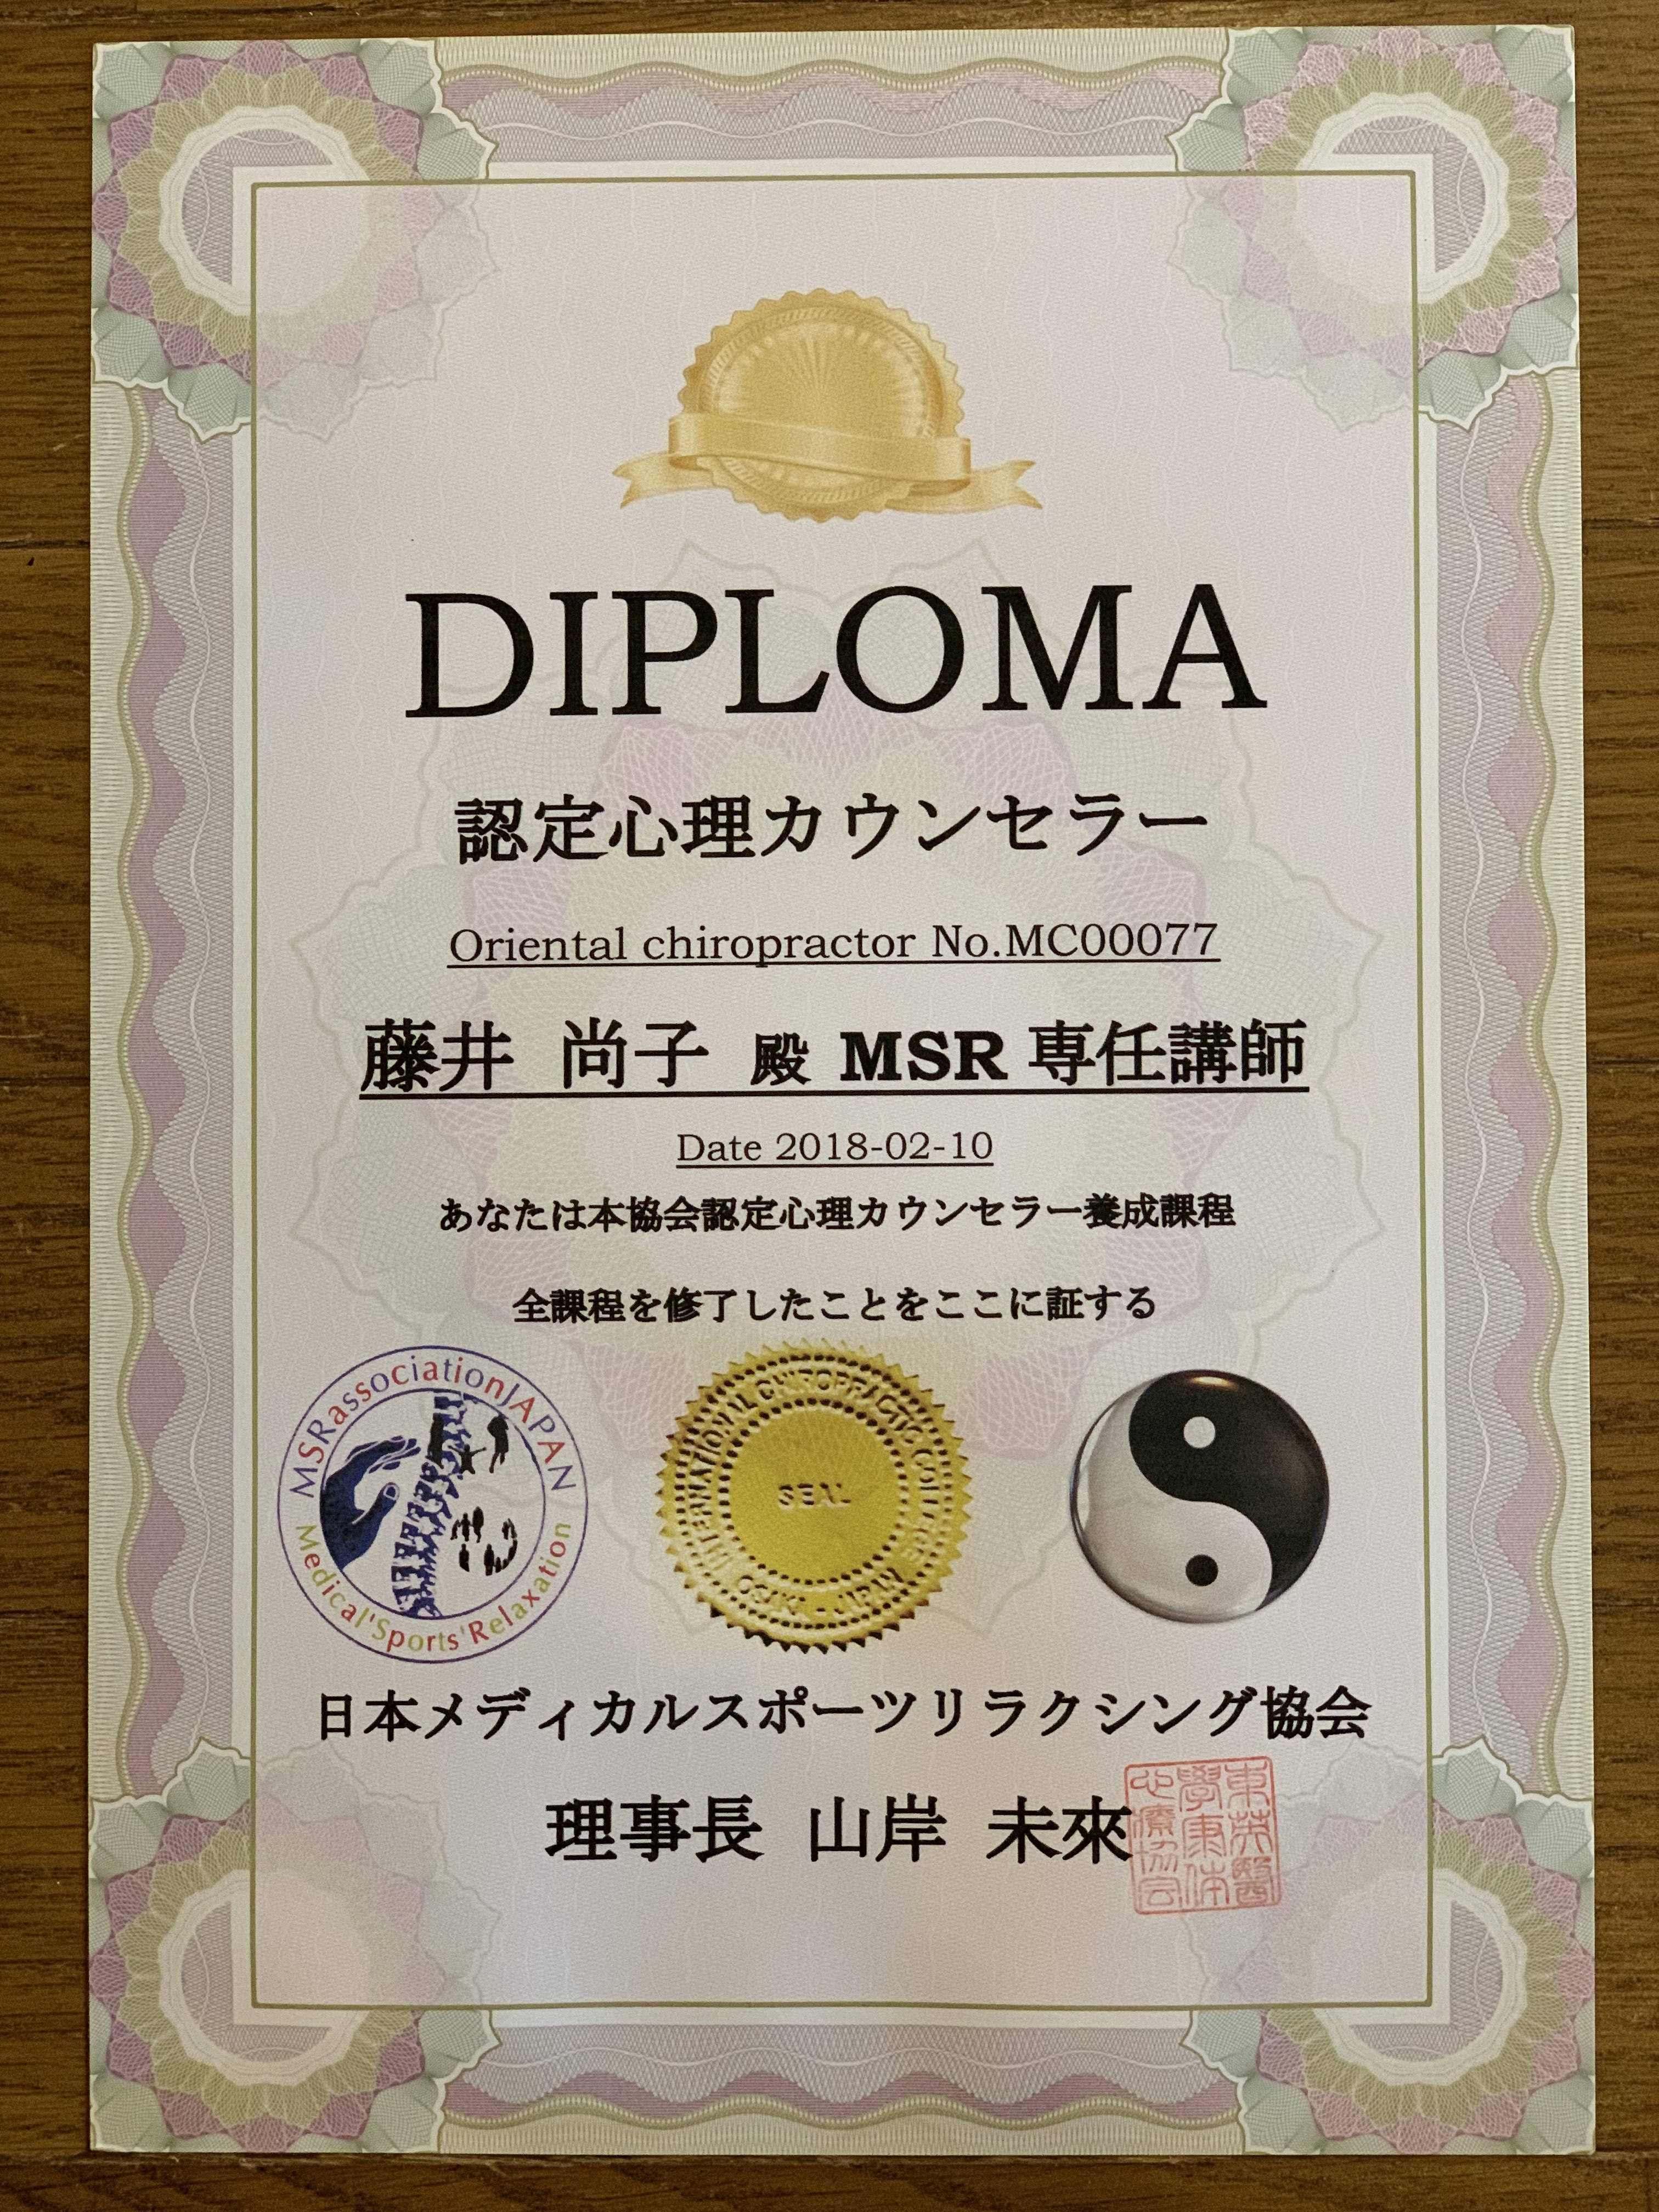 DIPLOMA
認定心理カウンセラー
Oriental chiropractor No.MC00077
藤井 尚子 殿 MSR 専任講師
Date 2018-02-10
あなたは本協会認定心理カウンセラー養成課程
全課程を修了したことをここに証する
MSRassociationJAPAN
Medical'Sports'Relaxation
INTERNATIONAL CHIROPRACTIC COLLEGE
SEAL
日本メディカルスポーツリラクシング協会
理事長 山岸 未來